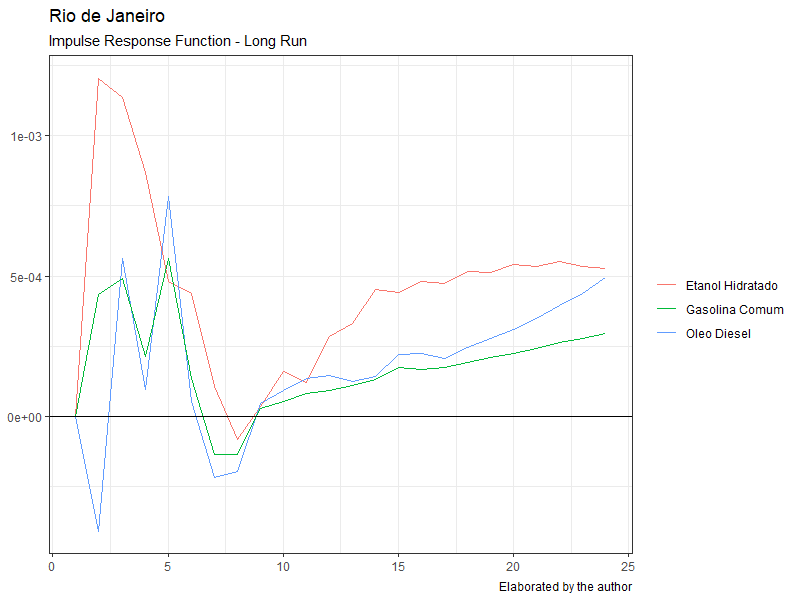 Rio de Janeiro
Impulse Response Function - Long Run
1e-03
5e-04
0e+00
0 5 10 15 20 25
Etanol Hidratado
Gasolina Comum
Oleo Diesel
Elaborated by the author